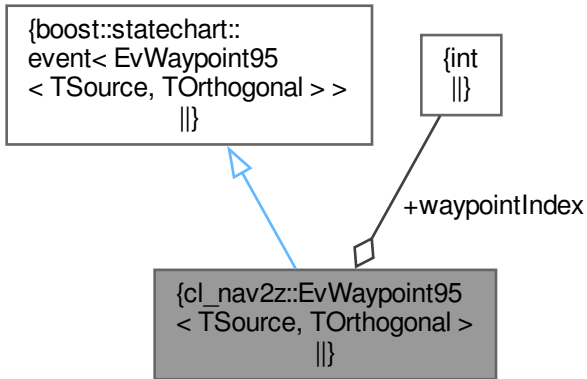 {boost::statechart::
event< EvWaypoint95
< TSource, TOrthogonal > >
||}
{int
||}
+waypointIndex
{cl_nav2z::EvWaypoint95
< TSource, TOrthogonal >
||}